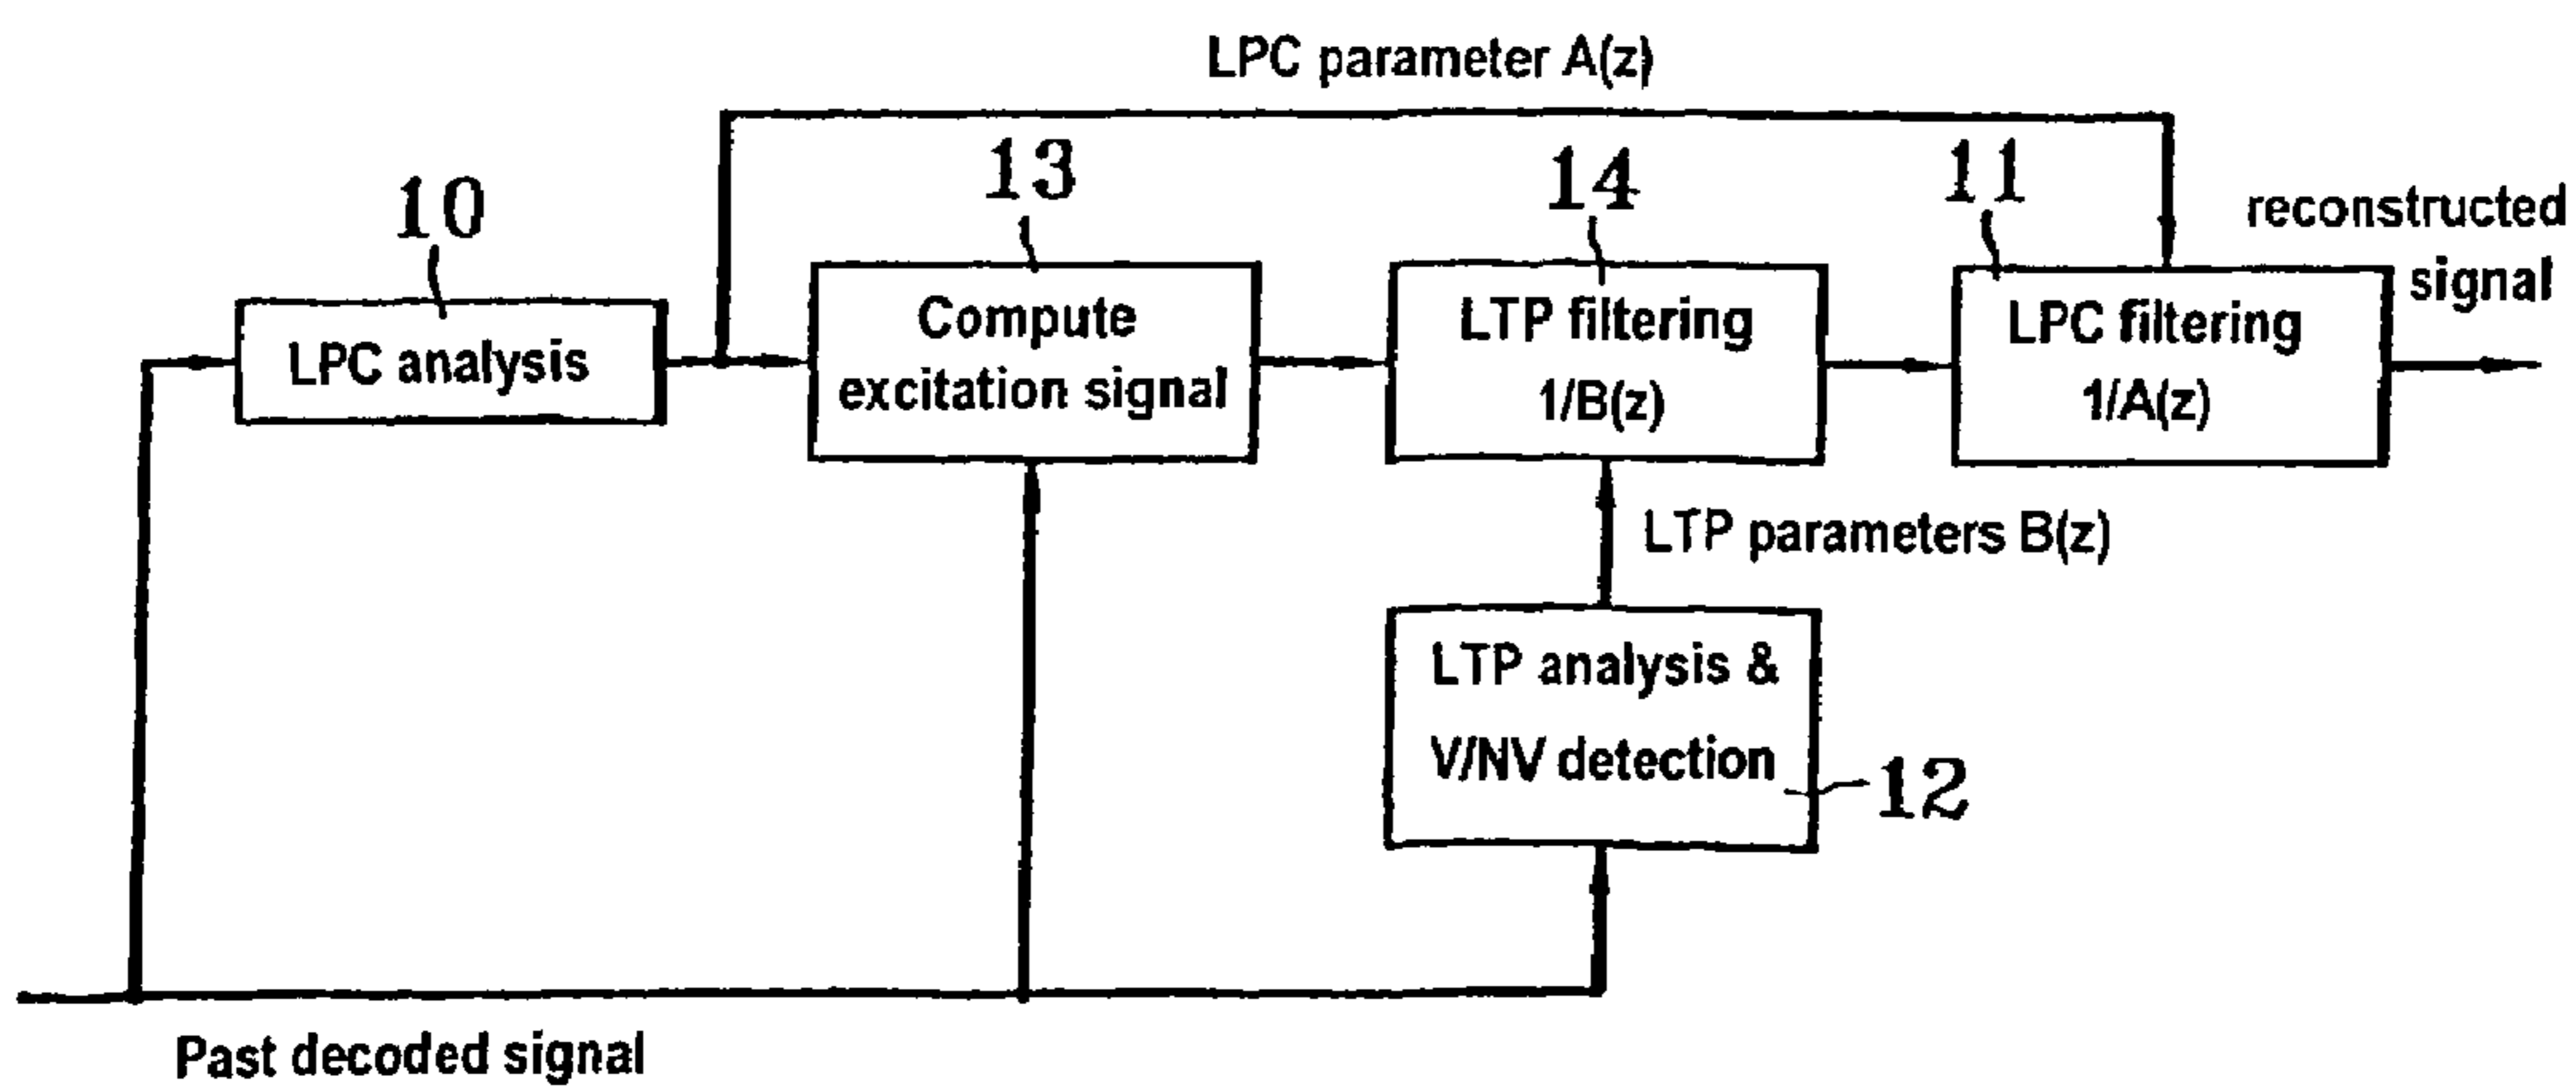 LPC parameter A(z)
10
LPC analysis
13
Compute
excitation signal
14
LTP filtering
1/B(z)
11
LPC filtering
1/A(z)
reconstructed
signal
LTP parameters B(z)
LTP analysis &
V/NV detection
12
Past decoded signal